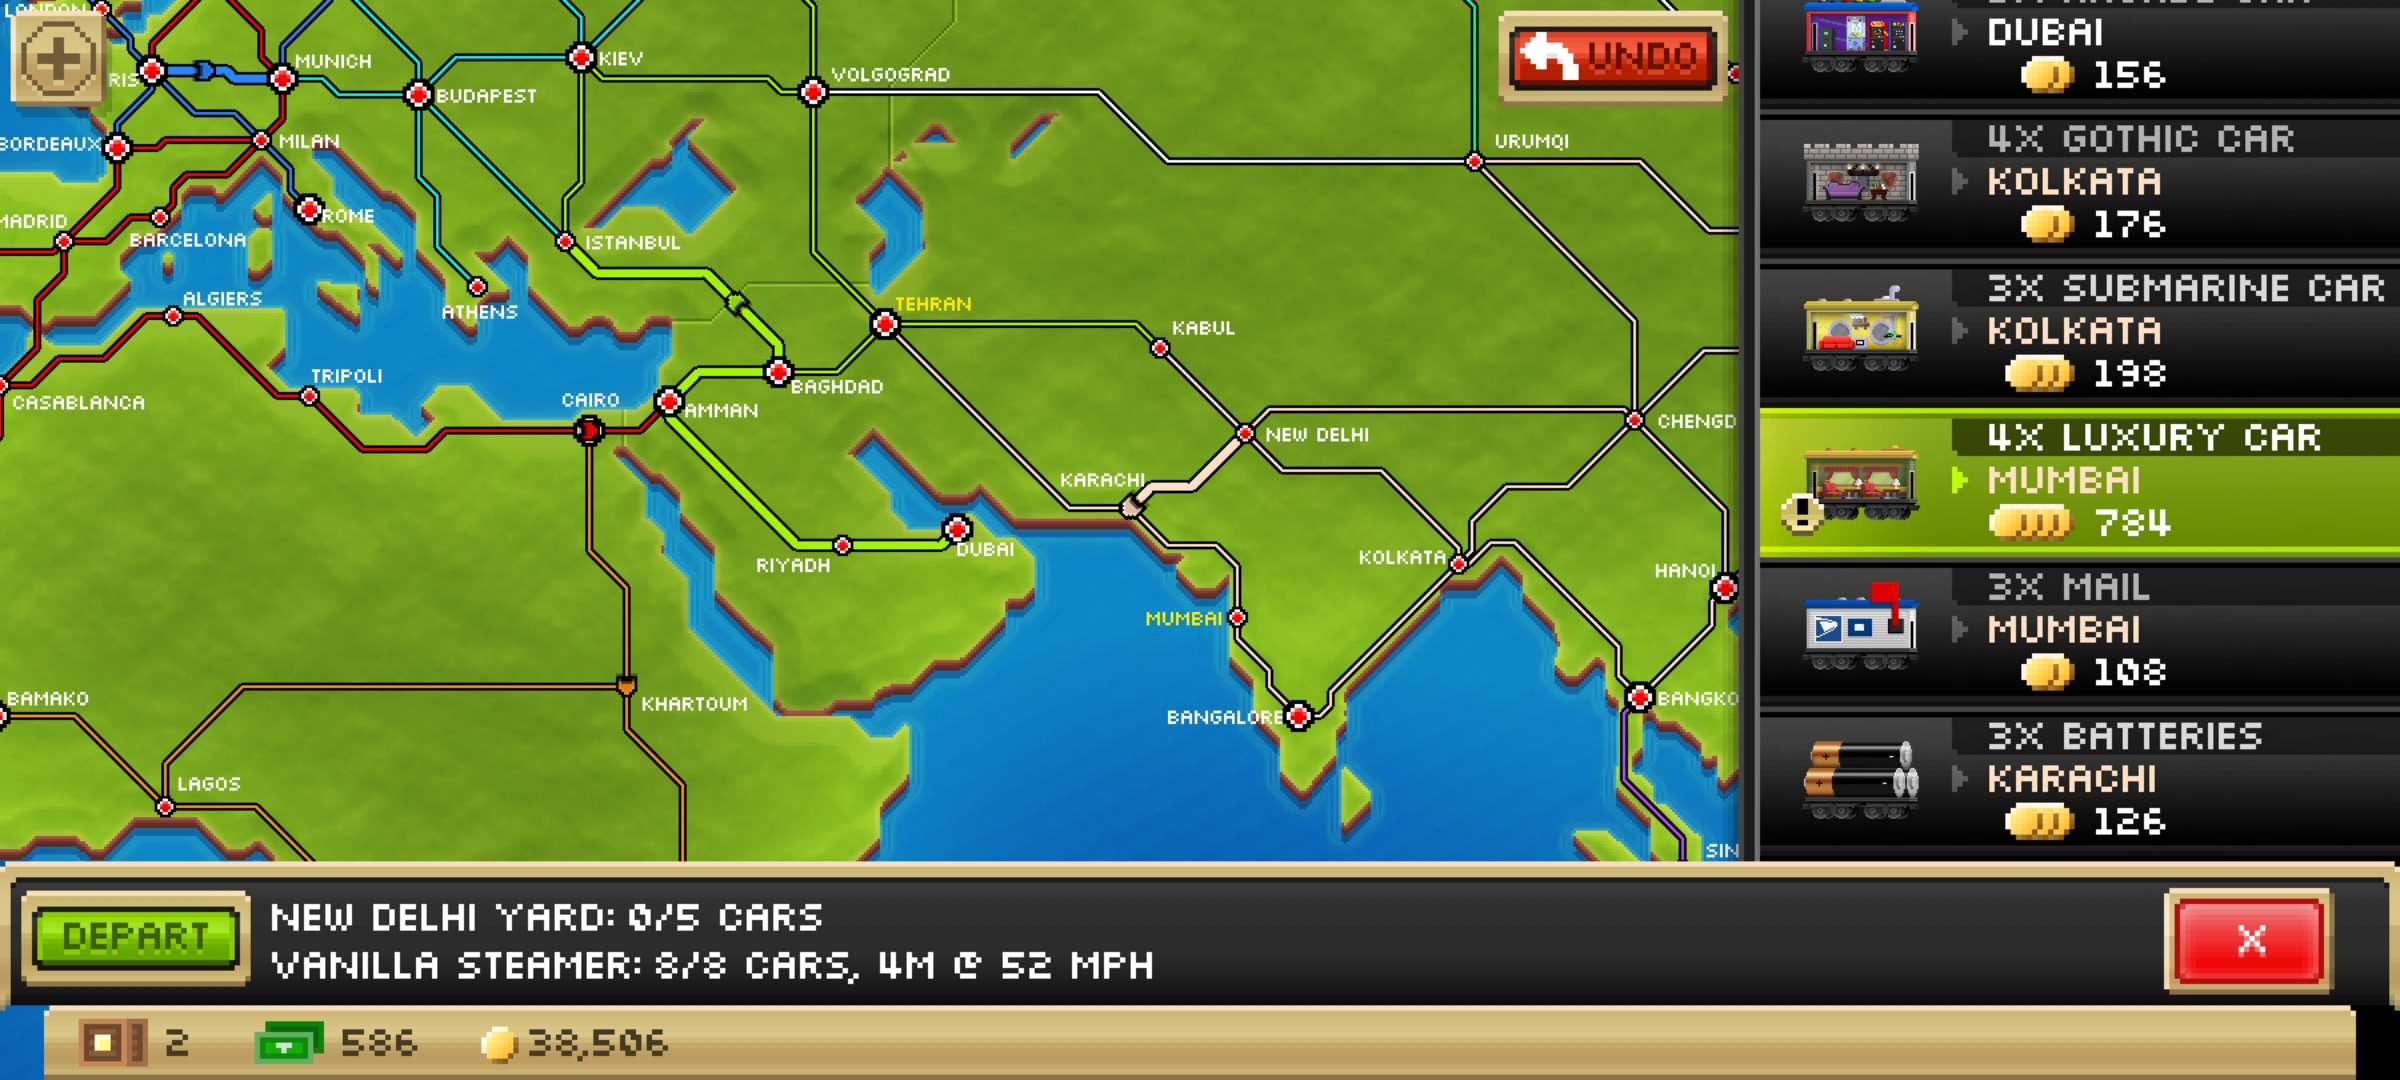 LONDON
RIS
MUNICH
KIEV
BUDAPEST
VOLGOGRAD
UNDO
BORDEAUX
MILAN
URUMQI
MADRID
ROME
BARCELONA
ISTANBUL
ALGIERS
ATHENS
TEHRAN
KABUL
TRIPOLI
CASABLANCA
CAIRO
BAGHDAD
AMMAN
CHENGD
NEW DELHI
KARACHI
DUBAI
RIYADH
KOLKATA
HANOI
MUMBAI
BAMAKO
KHARTOUM
BANGALORE
BANGKO
LAGOS
SIN
DUBAI
156
4X GOTHIC CAR
KOLKATA
176
3X SUBMARINE CAR
KOLKATA
198
4X LUXURY CAR
MUMBAI
784
3X MAIL
MUMBAI
108
3X BATTERIES
KARACHI
126
DEPART
NEW DELHI YARD: 0/5 CARS
VANILLA STEAMER: 8/8 CARS, 4M @ 52 MPH
X
2
586
38,506